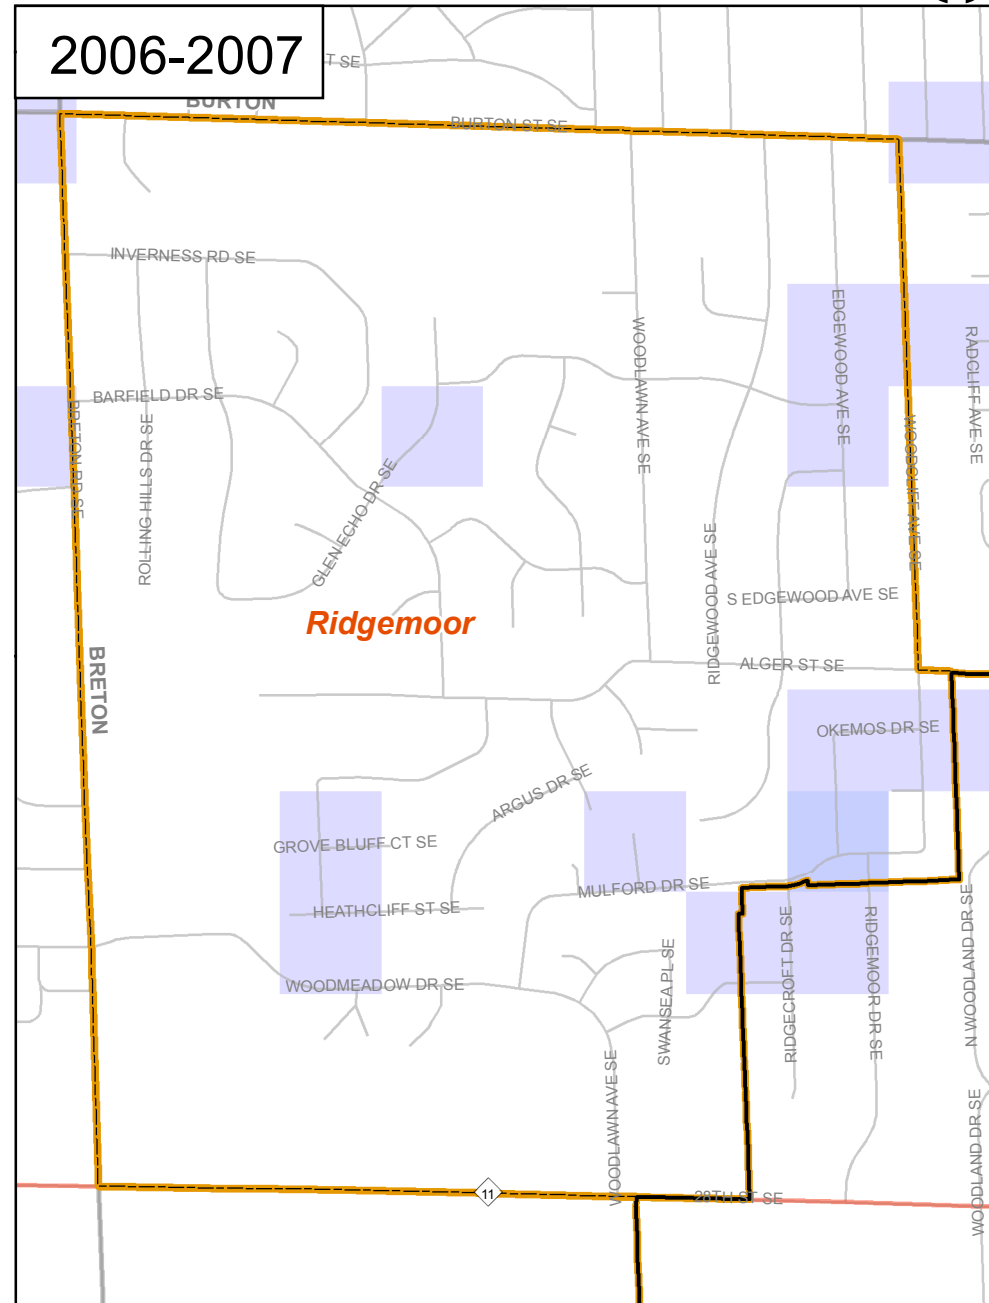 2006-2007
T SE
BURTON
BURTON ST SE
INVERNESS RD SE
EDGEWOOD AVE SE
WOODLAWN AVE SE
RADCLIFF AVE SE
BARFIELD DR SE
BRETON RD SE
ROLLING HILLS DR SE
WOODCLIFF AVE SE
GLEN ECHO DR SE
RIDGEWOOD AVE SE
S EDGEWOOD AVE SE
Ridgemoor
ALGER ST SE
BRETON
OKEMOS DR SE
ARGUS DR SE
GROVE BLUFF CT SE
MULFORD DR SE
HEATHCLIFF ST SE
N WOODLAND DR SE
RIDGECROFT DR SE
RIDGEMOOR DR SE
SWANSEA PL SE
WOODMEADOW DR SE
WOODLAWN AVE SE
WOODLAND DR SE
11
28TH ST SE